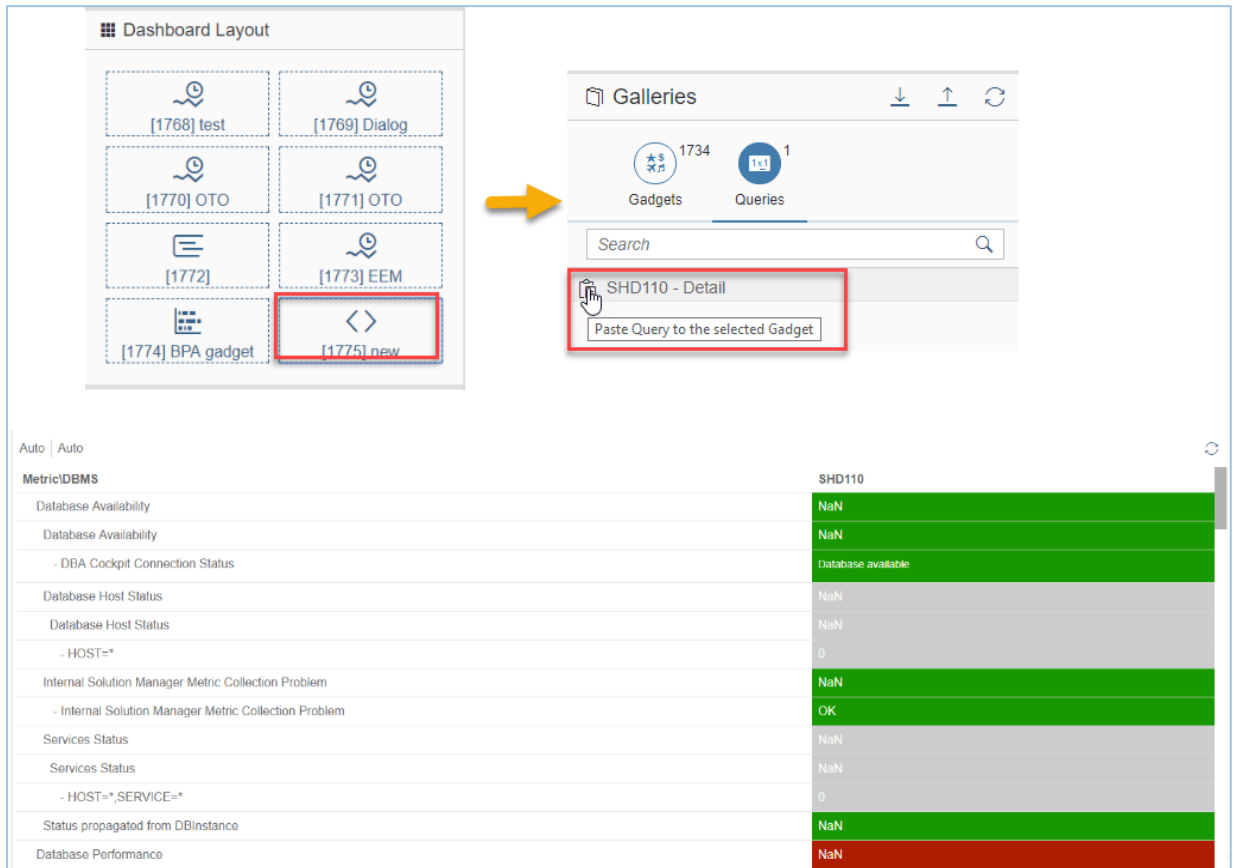 Dashboard Layout
[1768] test
[1769] Dialog
[1770] OTO
[1771] OTO
[1772]
[1773] EEM
[1774] BPA gadget
[1775] new
Galleries
1734
1x1
1
Gadgets
Queries
Search
SHD110 - Detail
Paste Query to the selected Gadget
Auto Auto
Metric\DBMS SHD110
Database Availability NaN
Database Availability NaN
- DBA Cockpit Connection Status Database available
Database Host Status NaN
Database Host Status NaN
- HOST=* 0
Internal Solution Manager Metric Collection Problem NaN
- Internal Solution Manager Metric Collection Problem OK
Services Status NaN
Services Status NaN
- HOST=*,SERVICE=* 0
Status propagated from DBInstance NaN
Database Performance NaN